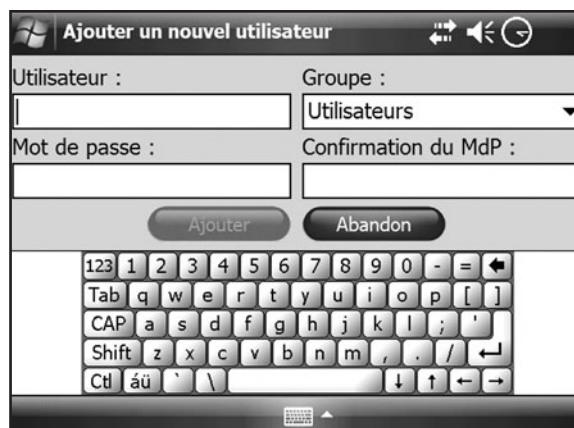 Ajouter un nouvel utilisateur
Utilisateur : Groupe :
Utilisateurs
Mot de passe : Confirmation du MdP :
Ajouter Abandon
123 1 2 3 4 5 6 7 8 9 0 - =
Tab q w e r t y u i o p [ ]
CAP a s d f g h j k l ; '
Shift z x c v b n m , . /
Ctl áü ` \